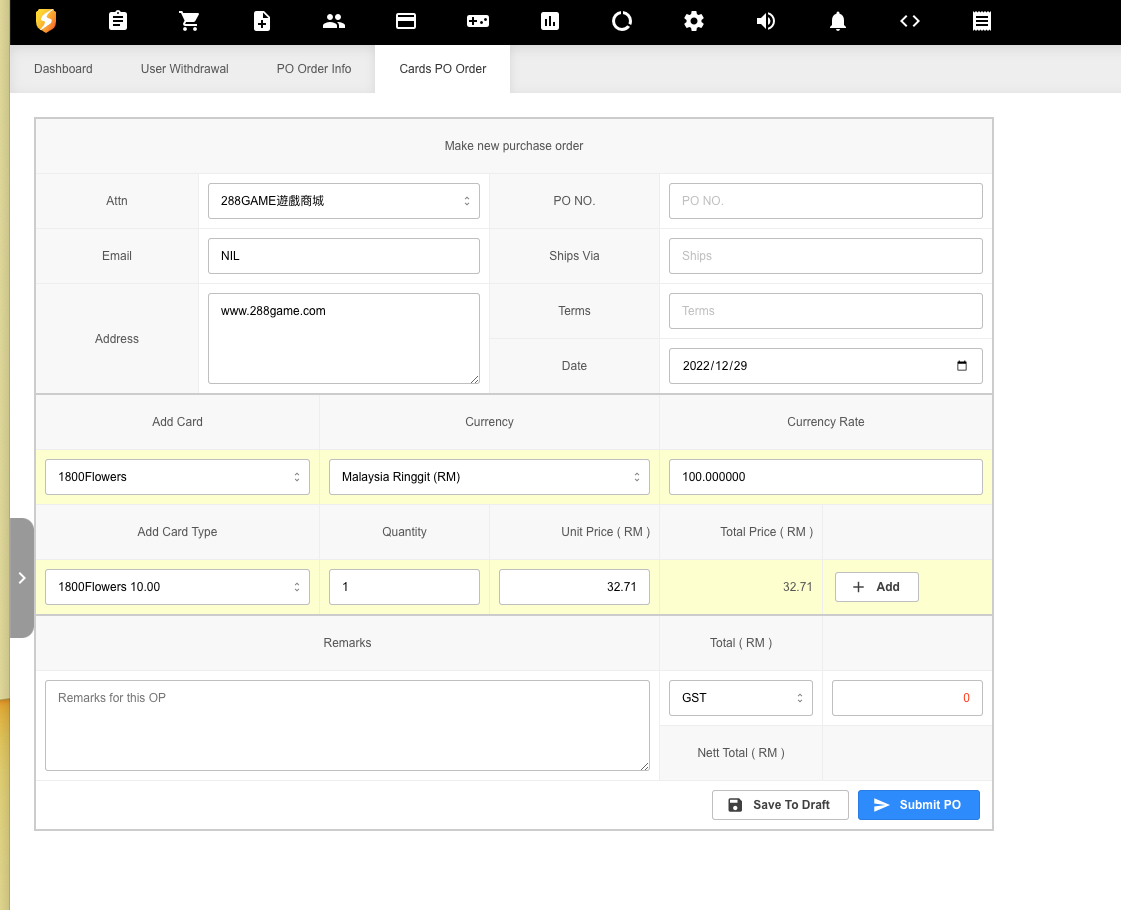 Dashboard
User Withdrawal
PO Order Info
Cards PO Order
Make new purchase order
Attn
288GAME遊戲商城
PO NO.
PO NO.
Email
NIL
Ships Via
Ships
Address
www.288game.com
Terms
Terms
Date
2022/12/29
Add Card
Currency
Currency Rate
1800Flowers
Malaysia Ringgit (RM)
100.000000
Add Card Type
Quantity
Unit Price ( RM )
Total Price ( RM )
1800Flowers 10.00
1
32.71
32.71
Add
Remarks
Total ( RM )
Remarks for this OP
GST
0
Nett Total ( RM )
Save To Draft
Submit PO